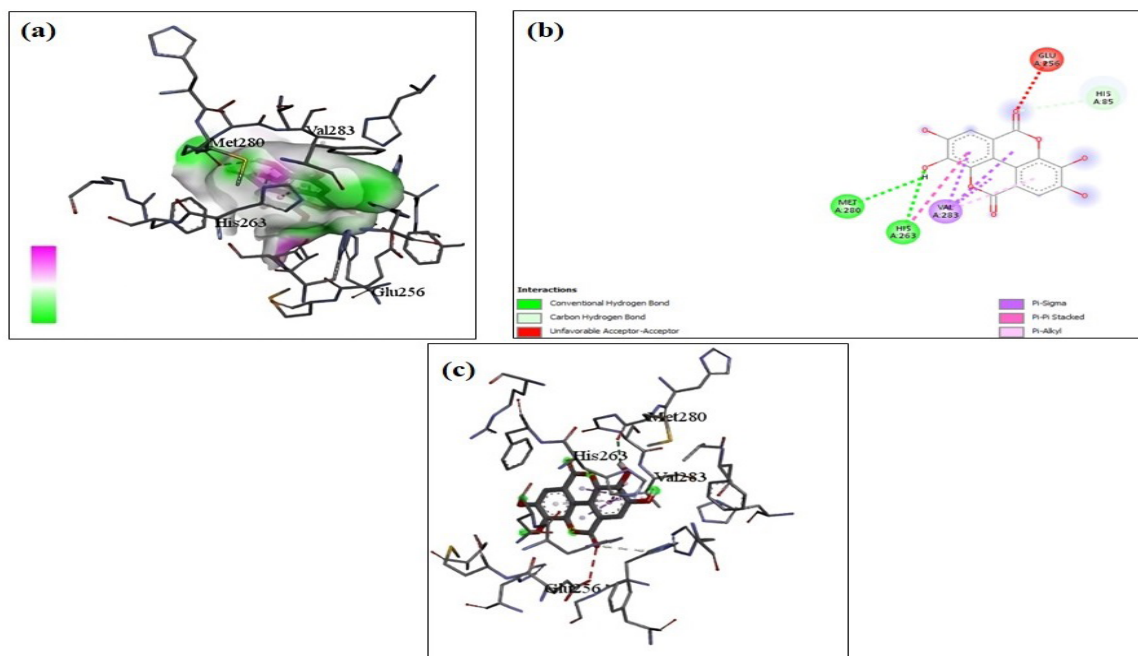 (a)
Val283
Met280
His263
Glu256
(b)
GLU
A:256
HIS
A:85
H
MET
A:280
HIS
A:263
VAL
A:283
Interactions
Conventional Hydrogen Bond
Carbon Hydrogen Bond
Unfavorable Acceptor-Acceptor
Pi-Sigma
Pi-Pi Stacked
Pi-Alkyl
(c)
Met280
His263
Val283
Glu256